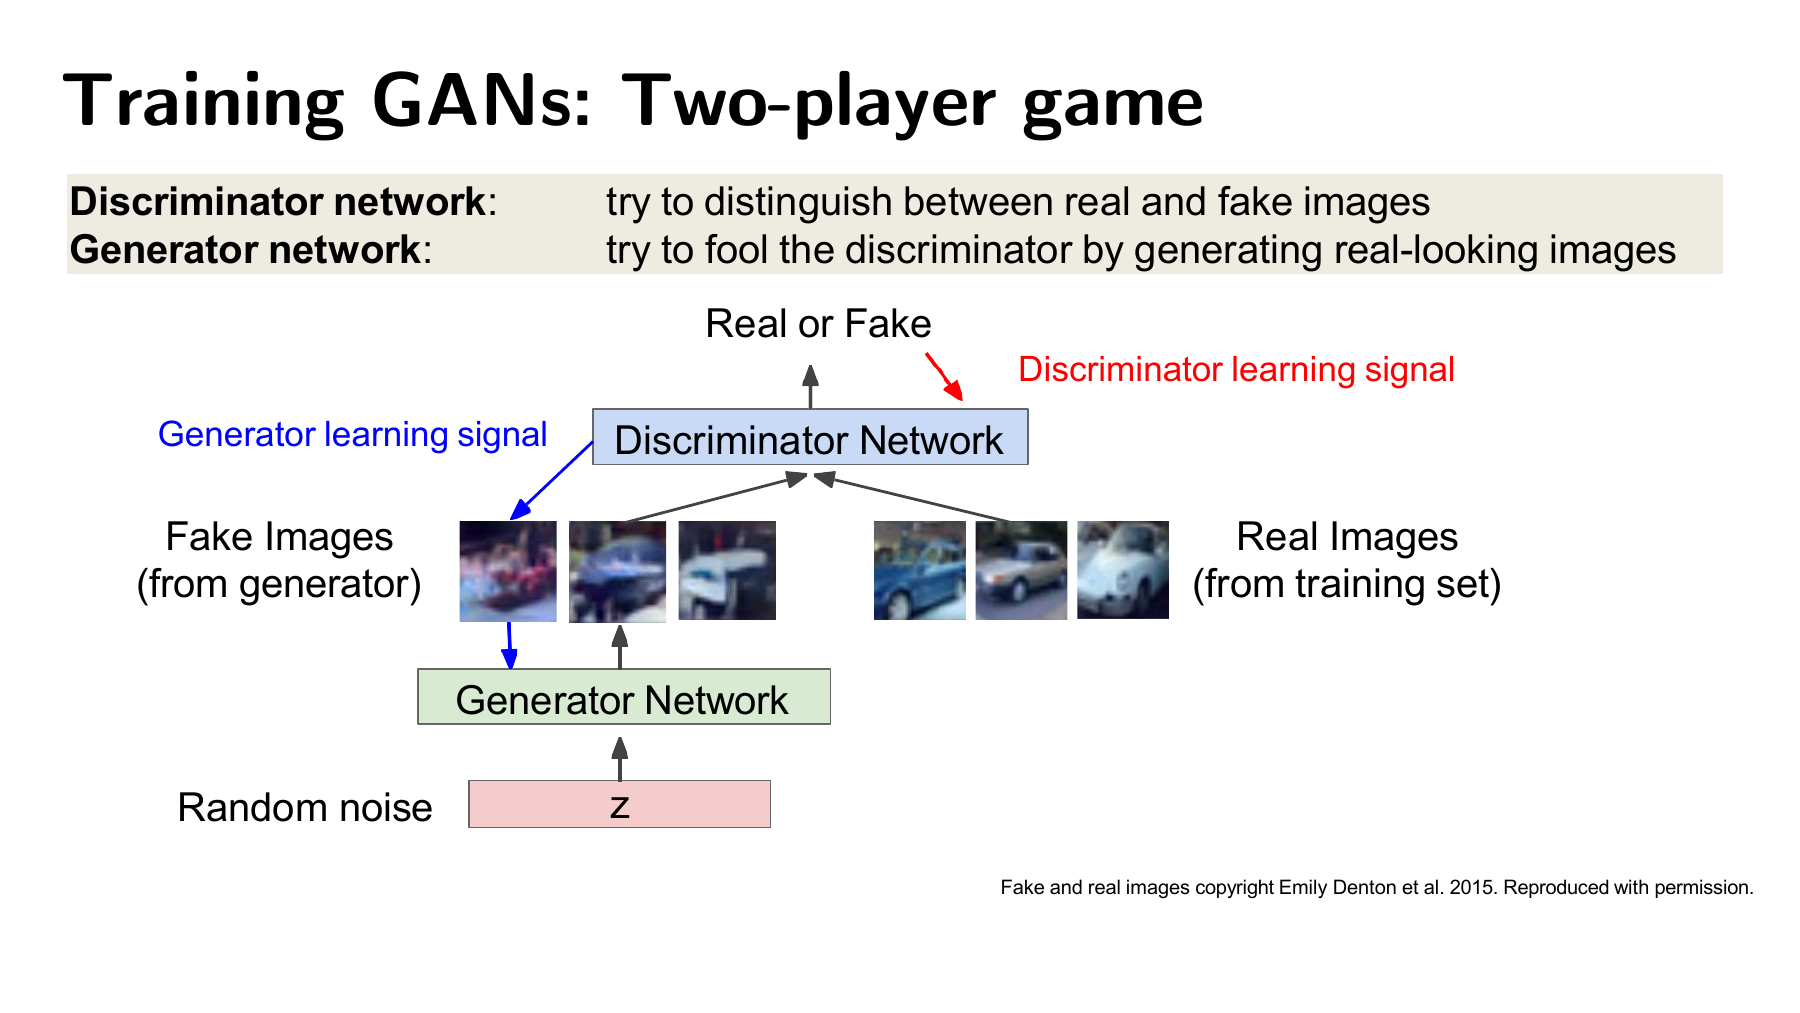 Training GANs: Two-player game
Discriminator network: try to distinguish between real and fake images
Generator network: try to fool the discriminator by generating real-looking images
Real or Fake
Discriminator learning signal
Generator learning signal
Discriminator Network
Fake Images
(from generator)
Real Images
(from training set)
Generator Network
Random noise
z
Fake and real images copyright Emily Denton et al. 2015. Reproduced with permission.